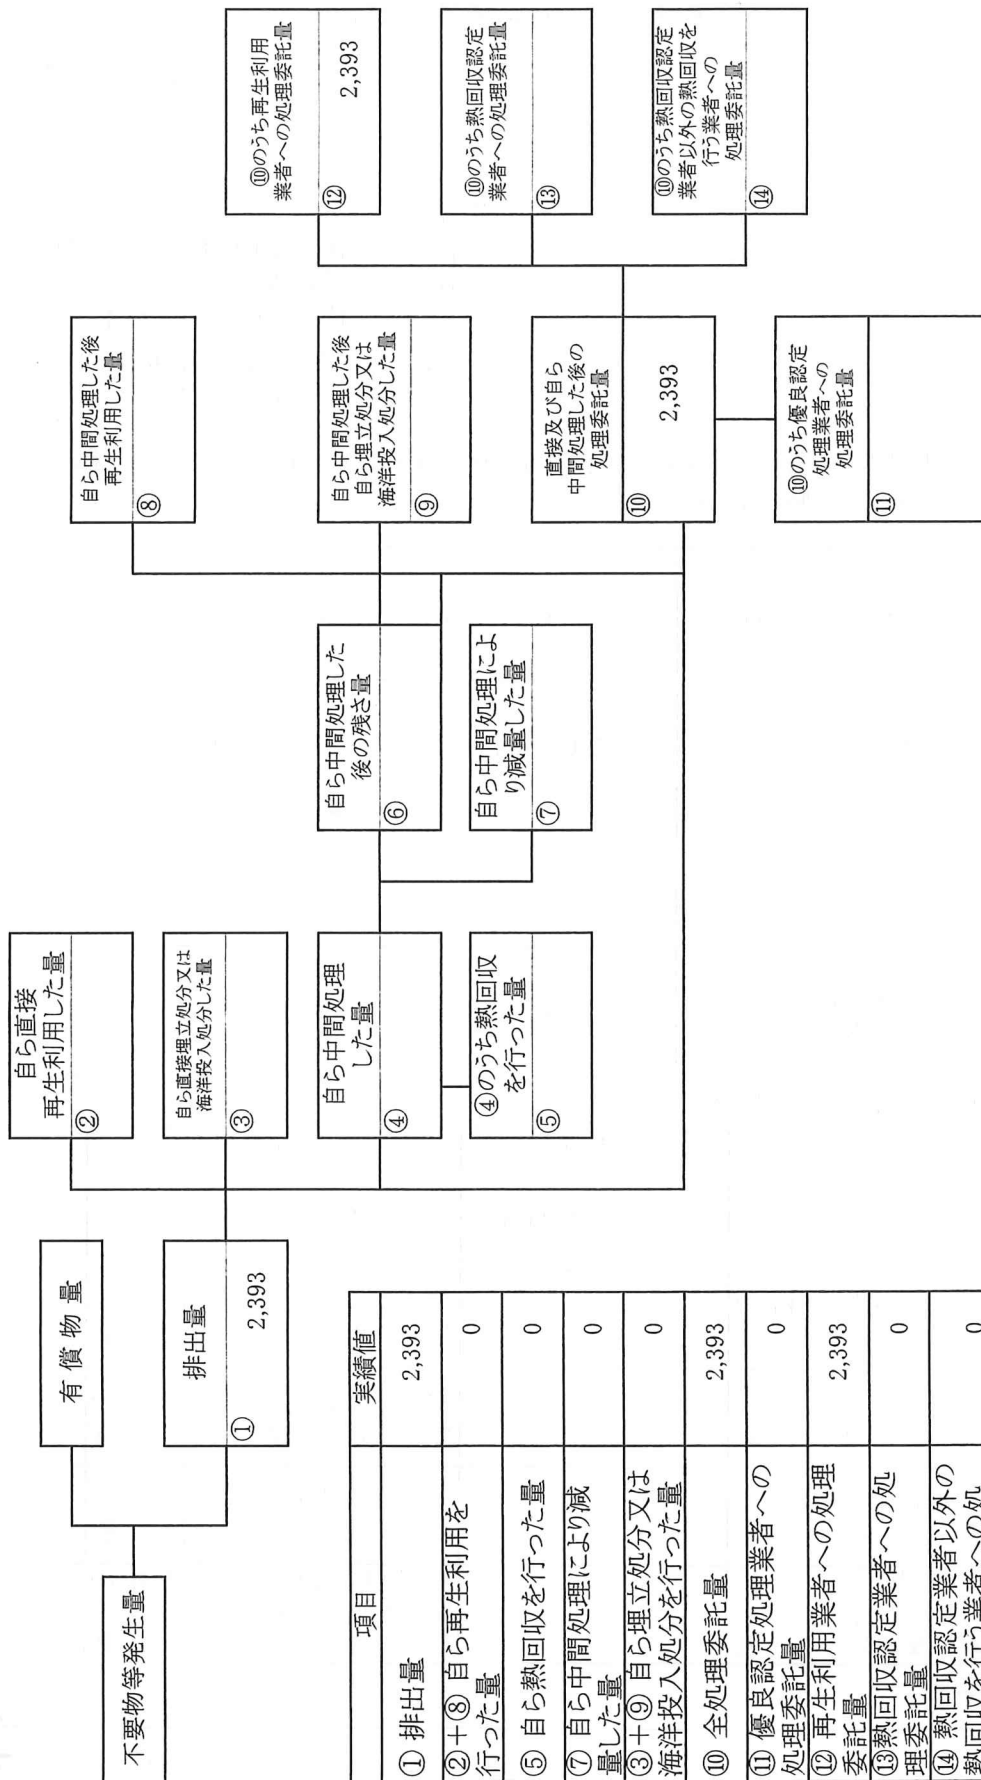 不要物等発生量
有償物量
排出量
①
2,393
自ら直接
再生利用した量
②
自ら直接埋立処分又は
海洋投入処分した量
③
自ら中間処理
した量
④
④のうち熱回収
を行った量
⑤
自ら中間処理した
後の残さ量
⑥
自ら中間処理によ
り減量した量
⑦
自ら中間処理した後
再生利用した量
⑧
自ら中間処理した後
自ら埋立処分又は
海洋投入処分した量
⑨
直接及び自ら
中間処理した後の
処理委託量
⑩
2,393
⑩のうち優良認定
処理業者への
処理委託量
⑪
⑩のうち再生利用
業者への処理委託量
⑫
2,393
⑩のうち熱回収認定
業者への処理委託量
⑬
⑩のうち熱回収認定
業者以外の熱回収を
行う業者への
処理委託量
⑭
項目 実績値
① 排出量 2,393
②+⑧ 自ら再生利用を
行った量 0
⑤ 自ら熱回収を行った量 0
⑦ 自ら中間処理により減
量した量 0
③+⑨ 自ら埋立処分又は
海洋投入処分を行った量 0
⑩ 全処理委託量 2,393
⑪ 優良認定処理業者への
処理委託量 0
⑫ 再生利用業者への処理
委託量 2,393
⑬熱回収認定業者への処
理委託量 0
⑭ 熱回収認定業者以外の
熱回収を行う業者への処 0